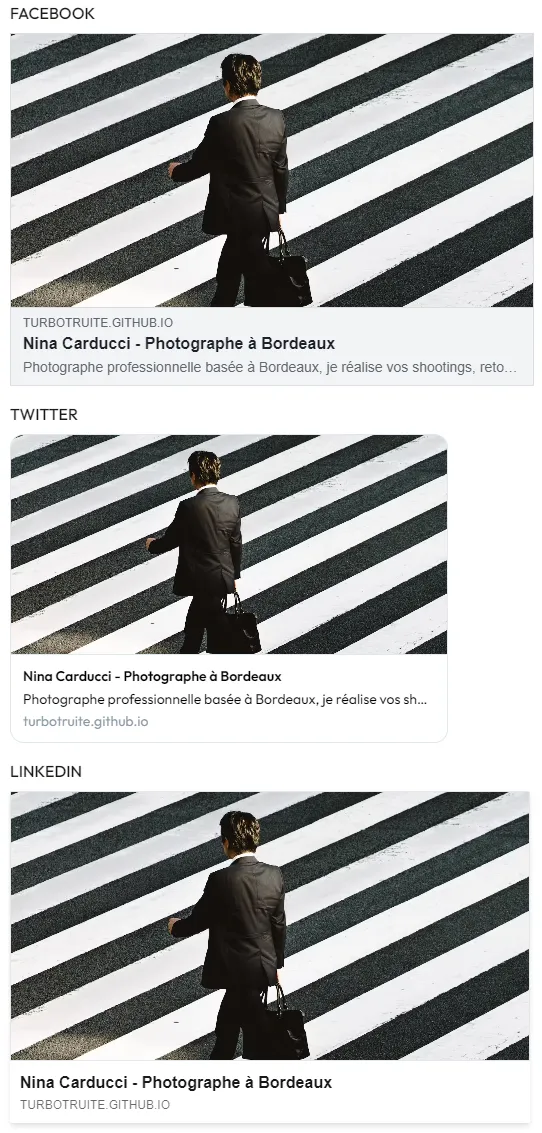 FACEBOOK
TURBOTRUITE.GITHUB.IO
Nina Carducci - Photographe à Bordeaux
Photographe professionnelle basée à Bordeaux, je réalise vos shootings, reto…
TWITTER
Nina Carducci - Photographe à Bordeaux
Photographe professionnelle basée à Bordeaux, je réalise vos sh…
turbotruite.github.io
LINKEDIN
Nina Carducci - Photographe à Bordeaux
TURBOTRUITE.GITHUB.IO